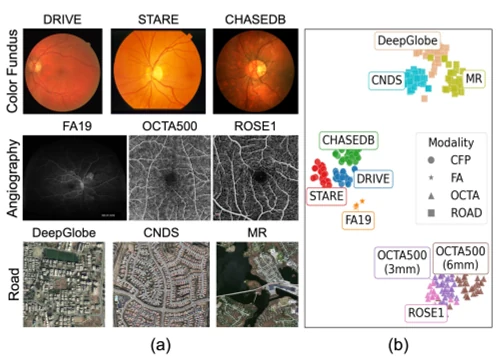 DRIVE STARE CHASEDB
Color Fundus
FA19 OCTA500 ROSE1
Angiography
DeepGlobe CNDS MR
Road
(a)
DeepGlobe
CNDS
MR
CHASEDB
DRIVE
STARE
FA19
Modality
CFP
FA
OCTA
ROAD
OCTA500
(3mm)
OCTA500
(6mm)
ROSE1
(b)